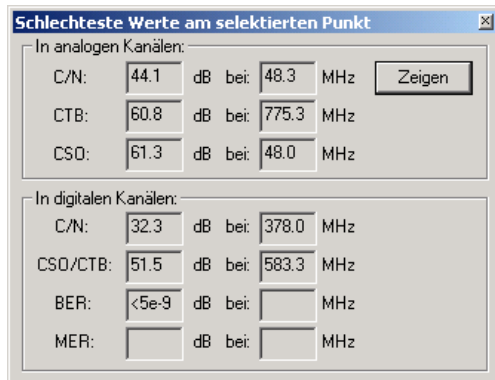 Schlechteste Werte am selektierten Punkt
In analogen Kanälen:
C/N: 44.1 dB bei: 48.3 MHz Zeigen
CTB: 60.8 dB bei: 775.3 MHz
CSO: 61.3 dB bei: 48.0 MHz
In digitalen Kanälen:
C/N: 32.3 dB bei: 378.0 MHz
CSO/CTB: 51.5 dB bei: 583.3 MHz
BER: <5e-9 dB bei: MHz
MER: dB bei: MHz